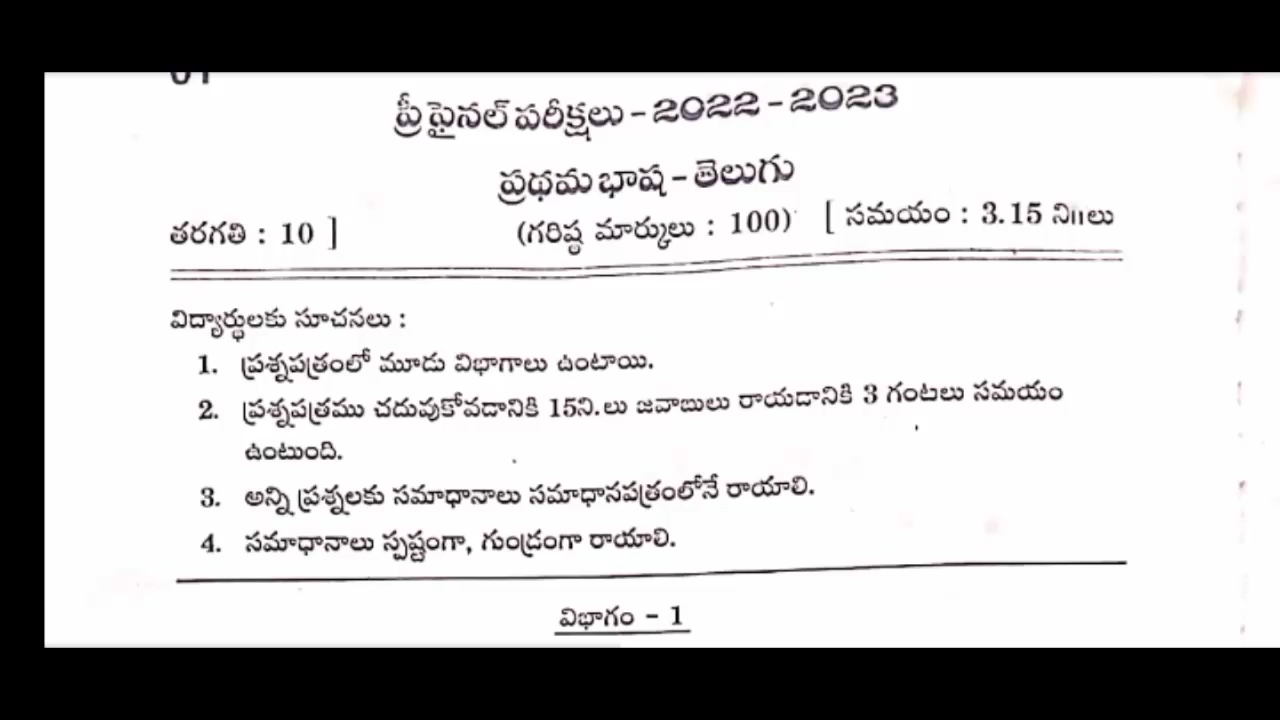 ప్రీఫైనల్ పరీక్షలు - 2022 - 2023
ప్రథమ భాష - తెలుగు
తరగతి : 10 ] (గరిష్ఠ మార్కులు : 100) [ సమయం : 3.15 ని॥లు
విద్యార్థులకు సూచనలు :
1. ప్రశ్నపత్రంలో మూడు విభాగాలు ఉంటాయి.
2. ప్రశ్నపత్రము చదువుకోవడానికి 15ని.లు జవాబులు రాయడానికి 3 గంటలు సమయం
ఉంటుంది.
3. అన్ని ప్రశ్నలకు సమాధానాలు సమాధానపత్రంలోనే రాయాలి.
4. సమాధానాలు స్పష్టంగా, గుండ్రంగా రాయాలి.
విభాగం - 1